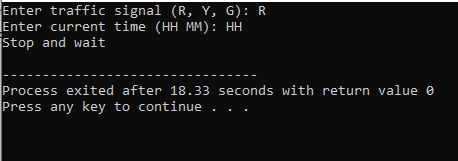 Enter traffic signal (R, Y, G): R
Enter current time (HH MM): HH
Stop and wait
--------------------------------
Process exited after 18.33 seconds with return value 0
Press any key to continue . . .